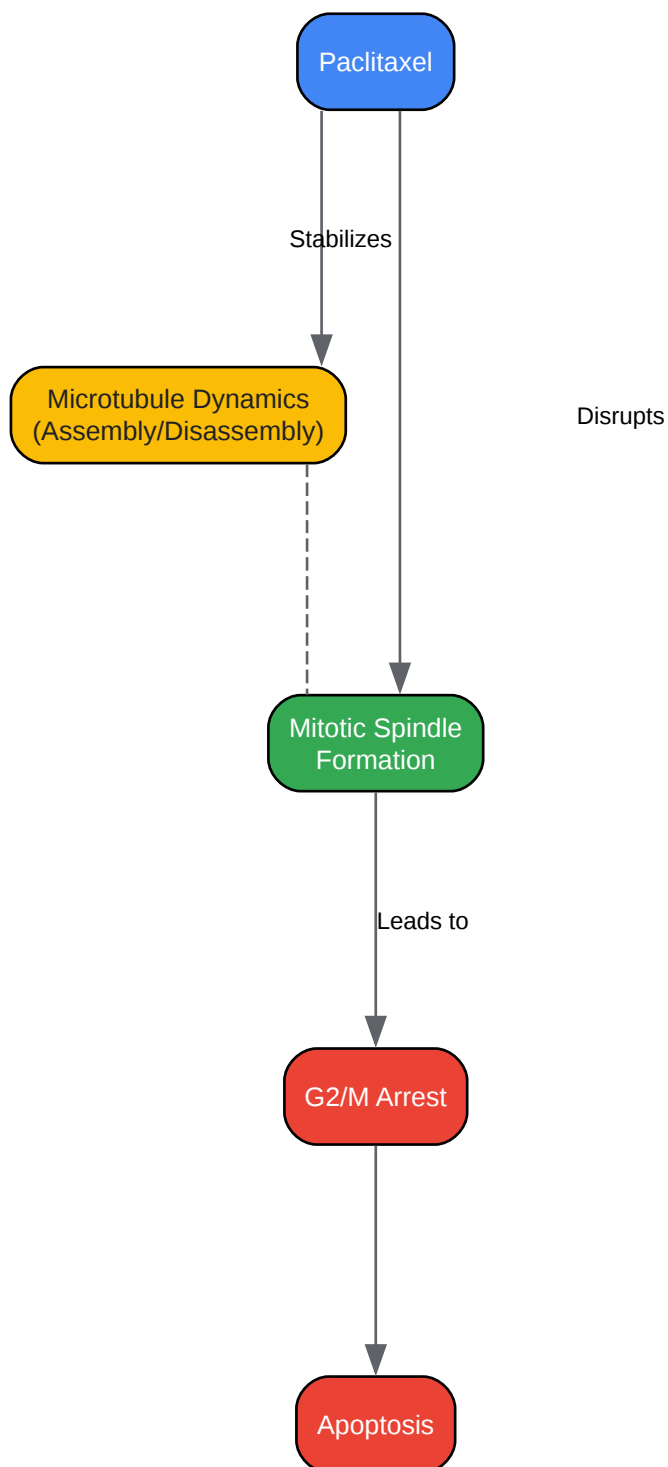 Paclitaxel
Stabilizes
Microtubule Dynamics
(Assembly/Disassembly)
Disrupts
Mitotic Spindle
Formation
Leads to
G2/M Arrest
Apoptosis